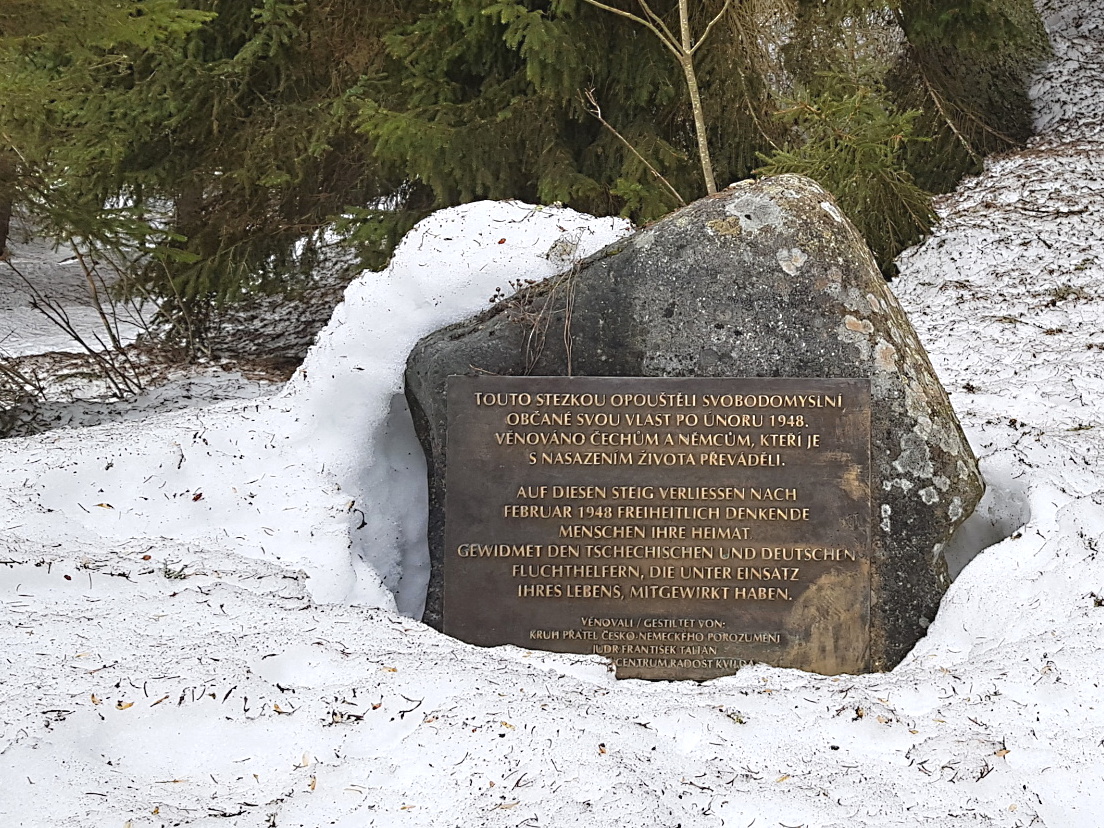 TOUTO STEZKOU OPOUŠTĚLI SVOBODOMYSLNÍ
OBČANÉ SVOU VLAST PO ÚNORU 1948.
VĚNOVÁNO ČECHŮM A NĚMCŮM, KTEŘÍ JE
S NASAZENÍM ŽIVOTA PŘEVÁDĚLI.
AUF DIESEN STEIG VERLIESSEN NACH
FEBRUAR 1948 FREIHEITLICH DENKENDE
MENSCHEN IHRE HEIMAT.
GEWIDMET DEN TSCHECHISCHEN UND DEUTSCHEN
FLUCHTHELFERN, DIE UNTER EINSATZ
IHRES LEBENS, MITGEWIRKT HABEN.
VĚNOVALI / GESTIFTET VON:
KRUH PŘÁTEL ČESKO-NĚMECKÉHO POROZUMĚNÍ
JUDR FRANTIŠEK TALIÁN
CENTRUM RADOST KVILDA